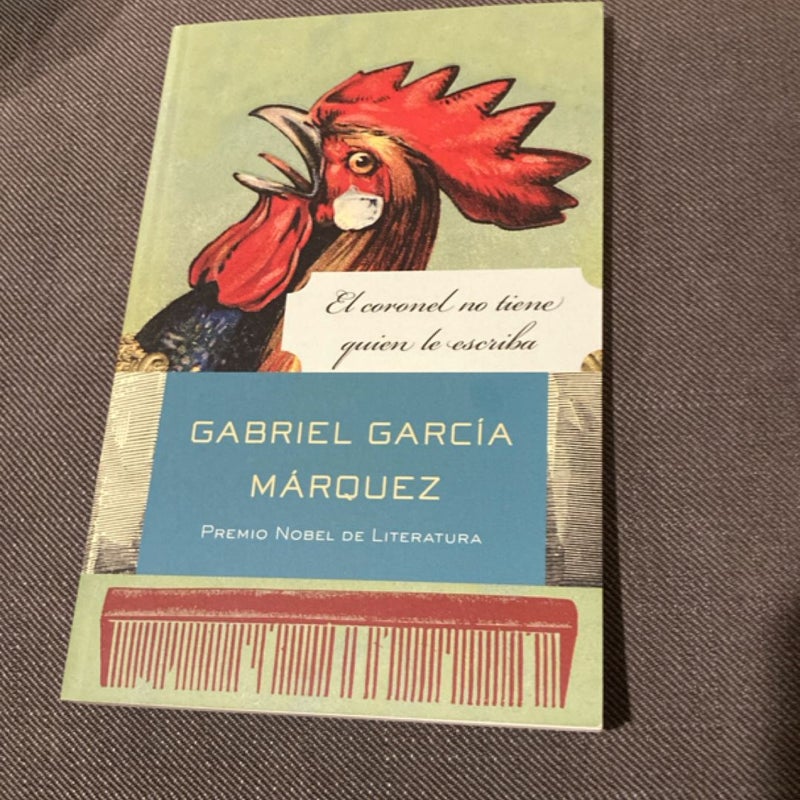 El coronel no tiene
quien le escriba
GABRIEL GARCÍA
MÁRQUEZ
PREMIO NOBEL DE LITERATURA